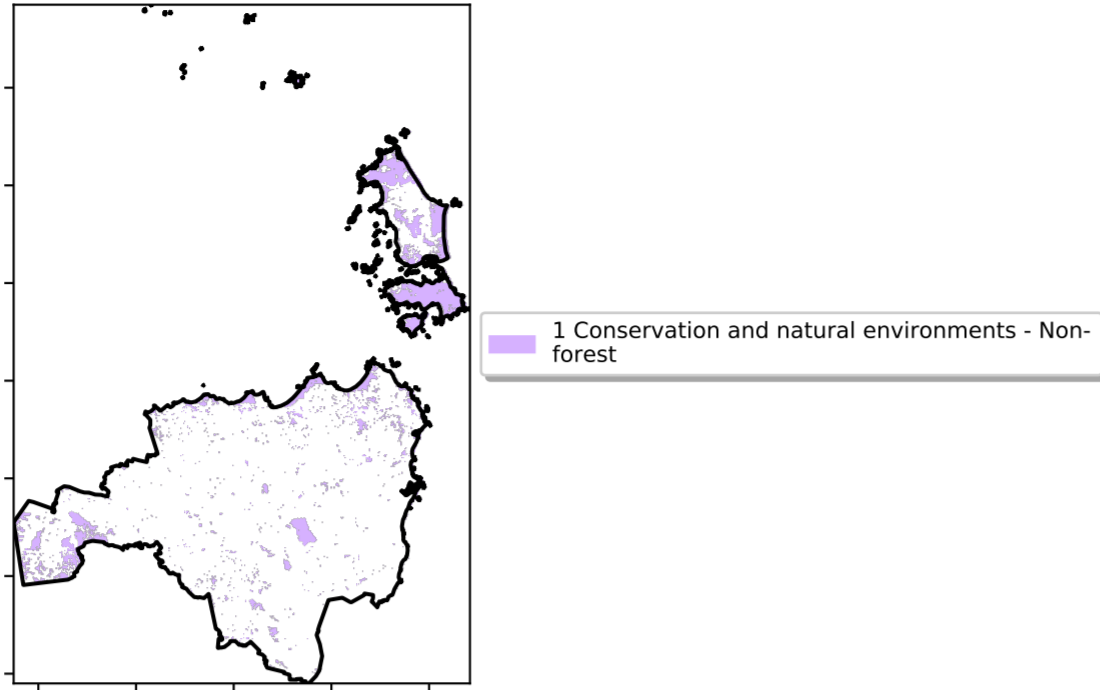 1 Conservation and natural environments - Non-
forest